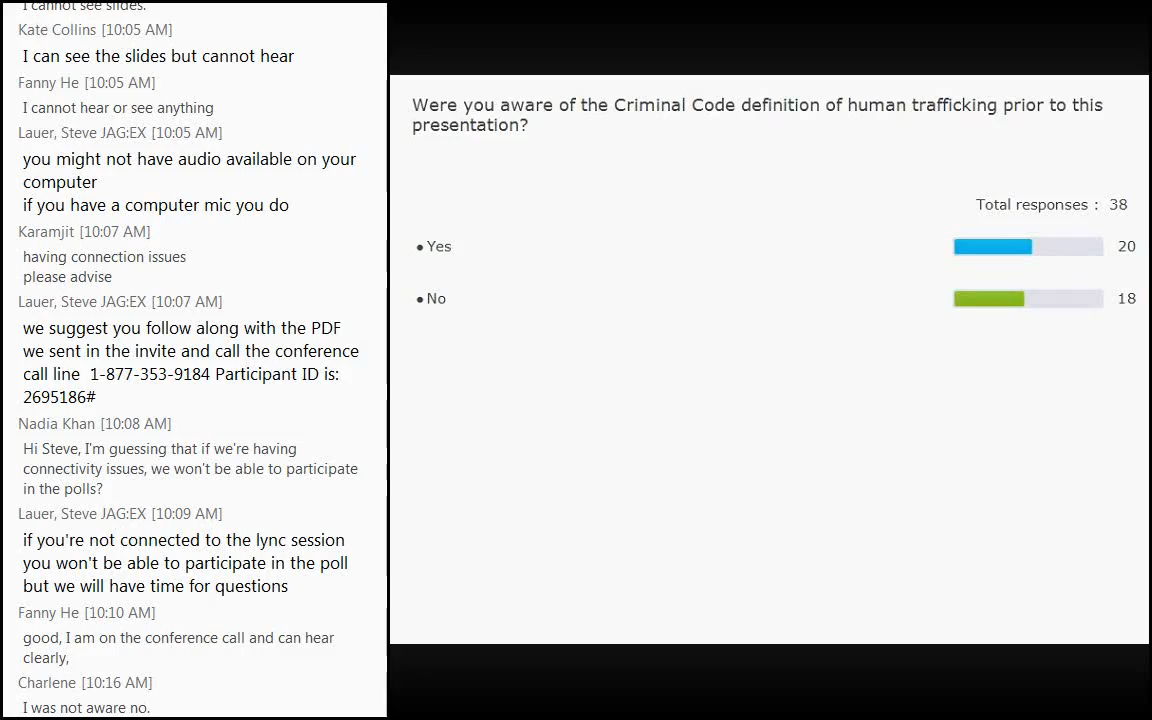 I cannot see slides.
Kate Collins [10:05 AM]
I can see the slides but cannot hear
Fanny He [10:05 AM]
I cannot hear or see anything
Lauer, Steve JAG:EX [10:05 AM]
you might not have audio available on your
computer
if you have a computer mic you do
Karamjit [10:07 AM]
having connection issues
please advise
Lauer, Steve JAG:EX [10:07 AM]
we suggest you follow along with the PDF
we sent in the invite and call the conference
call line  1-877-353-9184 Participant ID is:
2695186#
Nadia Khan [10:08 AM]
Hi Steve, I'm guessing that if we're having
connectivity issues, we won't be able to participate
in the polls?
Lauer, Steve JAG:EX [10:09 AM]
if you're not connected to the lync session
you won't be able to participate in the poll
but we will have time for questions
Fanny He [10:10 AM]
good, I am on the conference call and can hear
clearly,
Charlene [10:16 AM]
I was not aware no.
Were you aware of the Criminal Code definition of human trafficking prior to this
presentation?
Total responses : 38
• Yes 20
• No 18